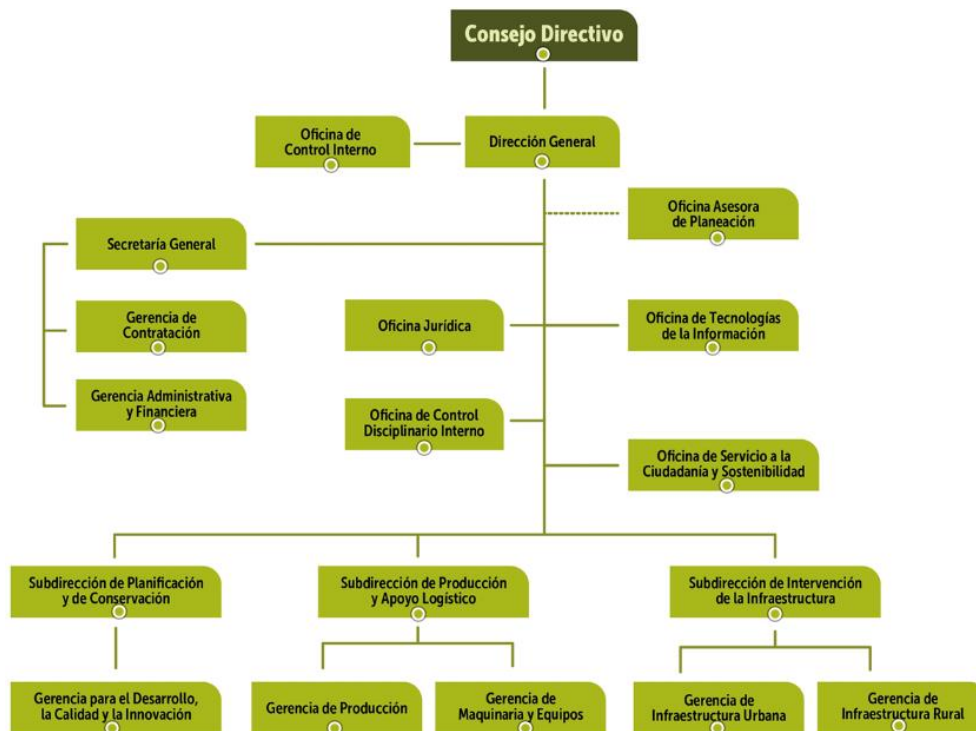 Consejo Directivo
Oficina de
Control Interno
Dirección General
Oficina Asesora
de Planeación
Secretaría General
Gerencia de
Contratación
Oficina Jurídica
Oficina de Tecnologías
de la Información
Gerencia Administrativa
y Financiera
Oficina de Control
Disciplinario Interno
Oficina de Servicio a la
Ciudadanía y Sostenibilidad
Subdirección de Planificación
y de Conservación
Subdirección de Producción
y Apoyo Logístico
Subdirección de Intervención
de la Infraestructura
Gerencia para el Desarrollo,
la Calidad y la Innovación
Gerencia de Producción
Gerencia de
Maquinaria y Equipos
Gerencia de
Infraestructura Urbana
Gerencia de
Infraestructura Rural